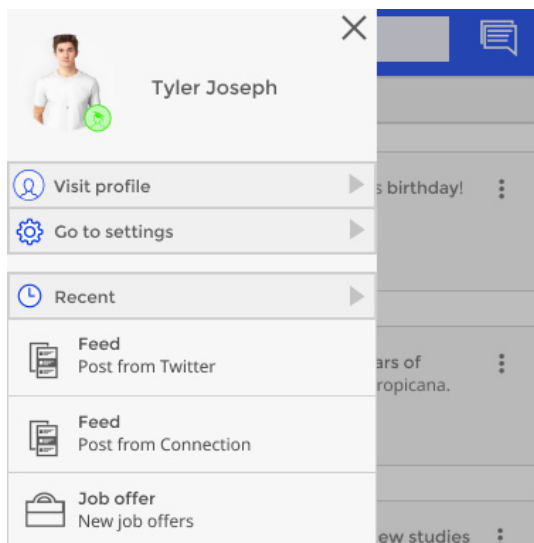 Tyler Joseph
Visit profile
s birthday!
Go to settings
Recent
Feed
Post from Twitter
ars of
ropicana.
Feed
Post from Connection
Job offer
New job offers
ew studies